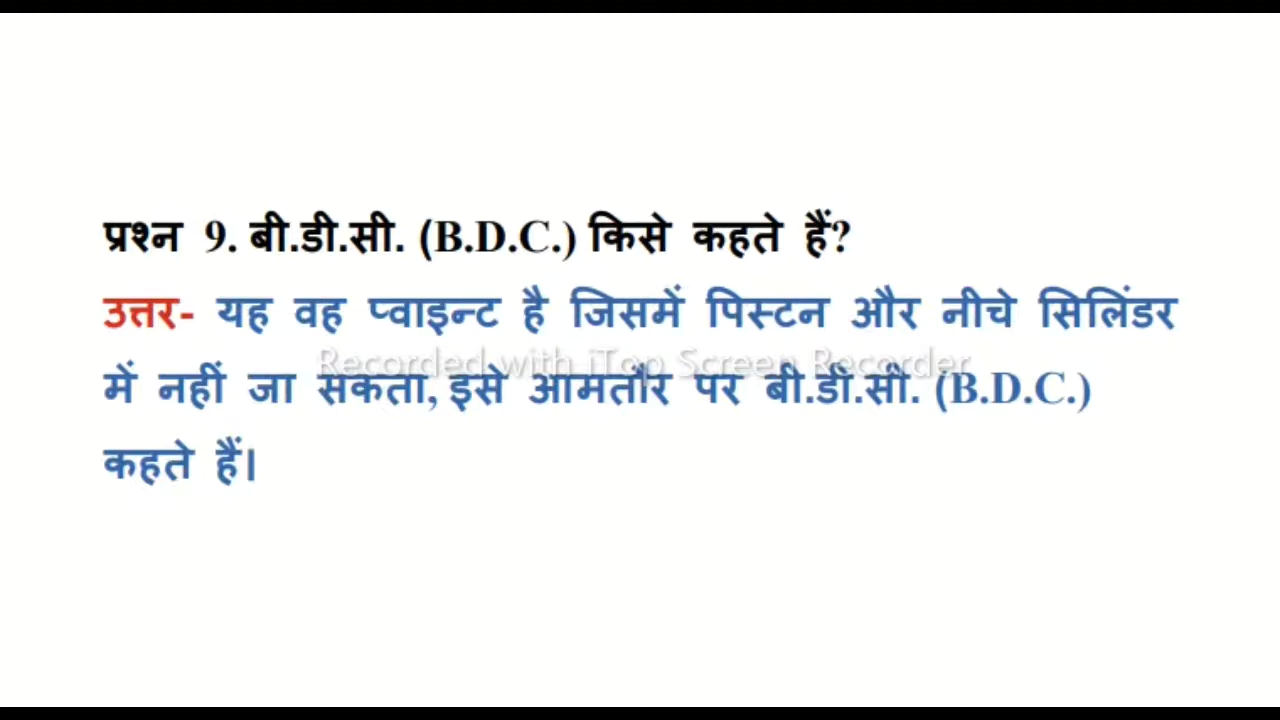 प्रश्न 9. बी.डी.सी. (B.D.C.) किसे कहते हैं?
उत्तर- यह वह प्वाइन्ट है जिसमें पिस्टन और नीचे सिलिंडर
Recorded with iTop Screen Recorder
में नहीं जा सकता, इसे आमतौर पर बी.डी.सी. (B.D.C.)
कहते हैं।